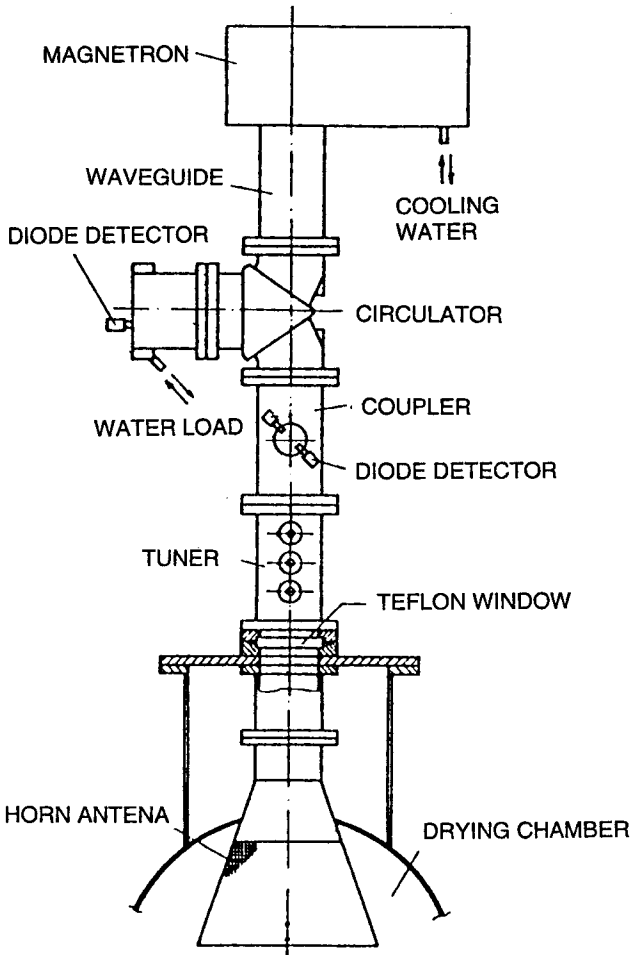 MAGNETRON
WAVEGUIDE
COOLING
WATER
DIODE DETECTOR
CIRCULATOR
COUPLER
WATER LOAD
DIODE DETECTOR
TUNER
TEFLON WINDOW
HORN ANTENA
DRYING CHAMBER